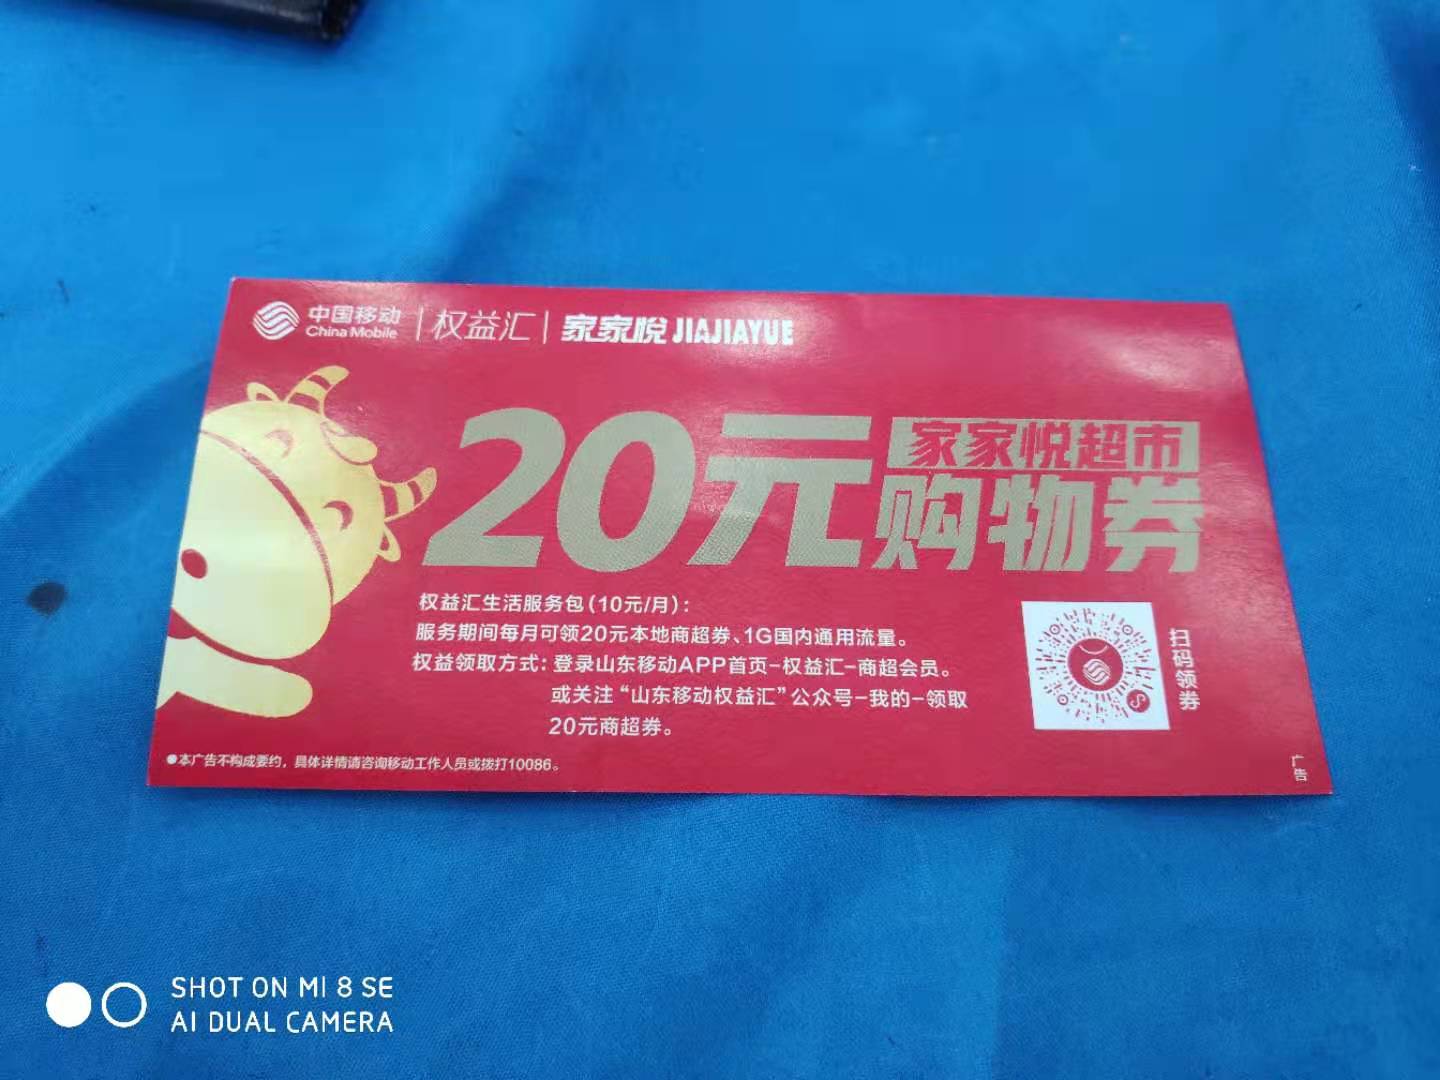 中国移动
China Mobile
权益汇
家家悦 JIAJIAYUE
20元
家家悦超市
购物券
权益汇生活服务包(10元/月)：
服务期间每月可领20元本地商超券、1G国内通用流量。
权益领取方式：登录山东移动APP首页-权益汇-商超会员。
或关注“山东移动权益汇”公众号-我的-领取
20元商超券。
扫码领券
●本广告不构成要约，具体详情请咨询移动工作人员或拨打10086。
广告
SHOT ON MI 8 SE
AI DUAL CAMERA